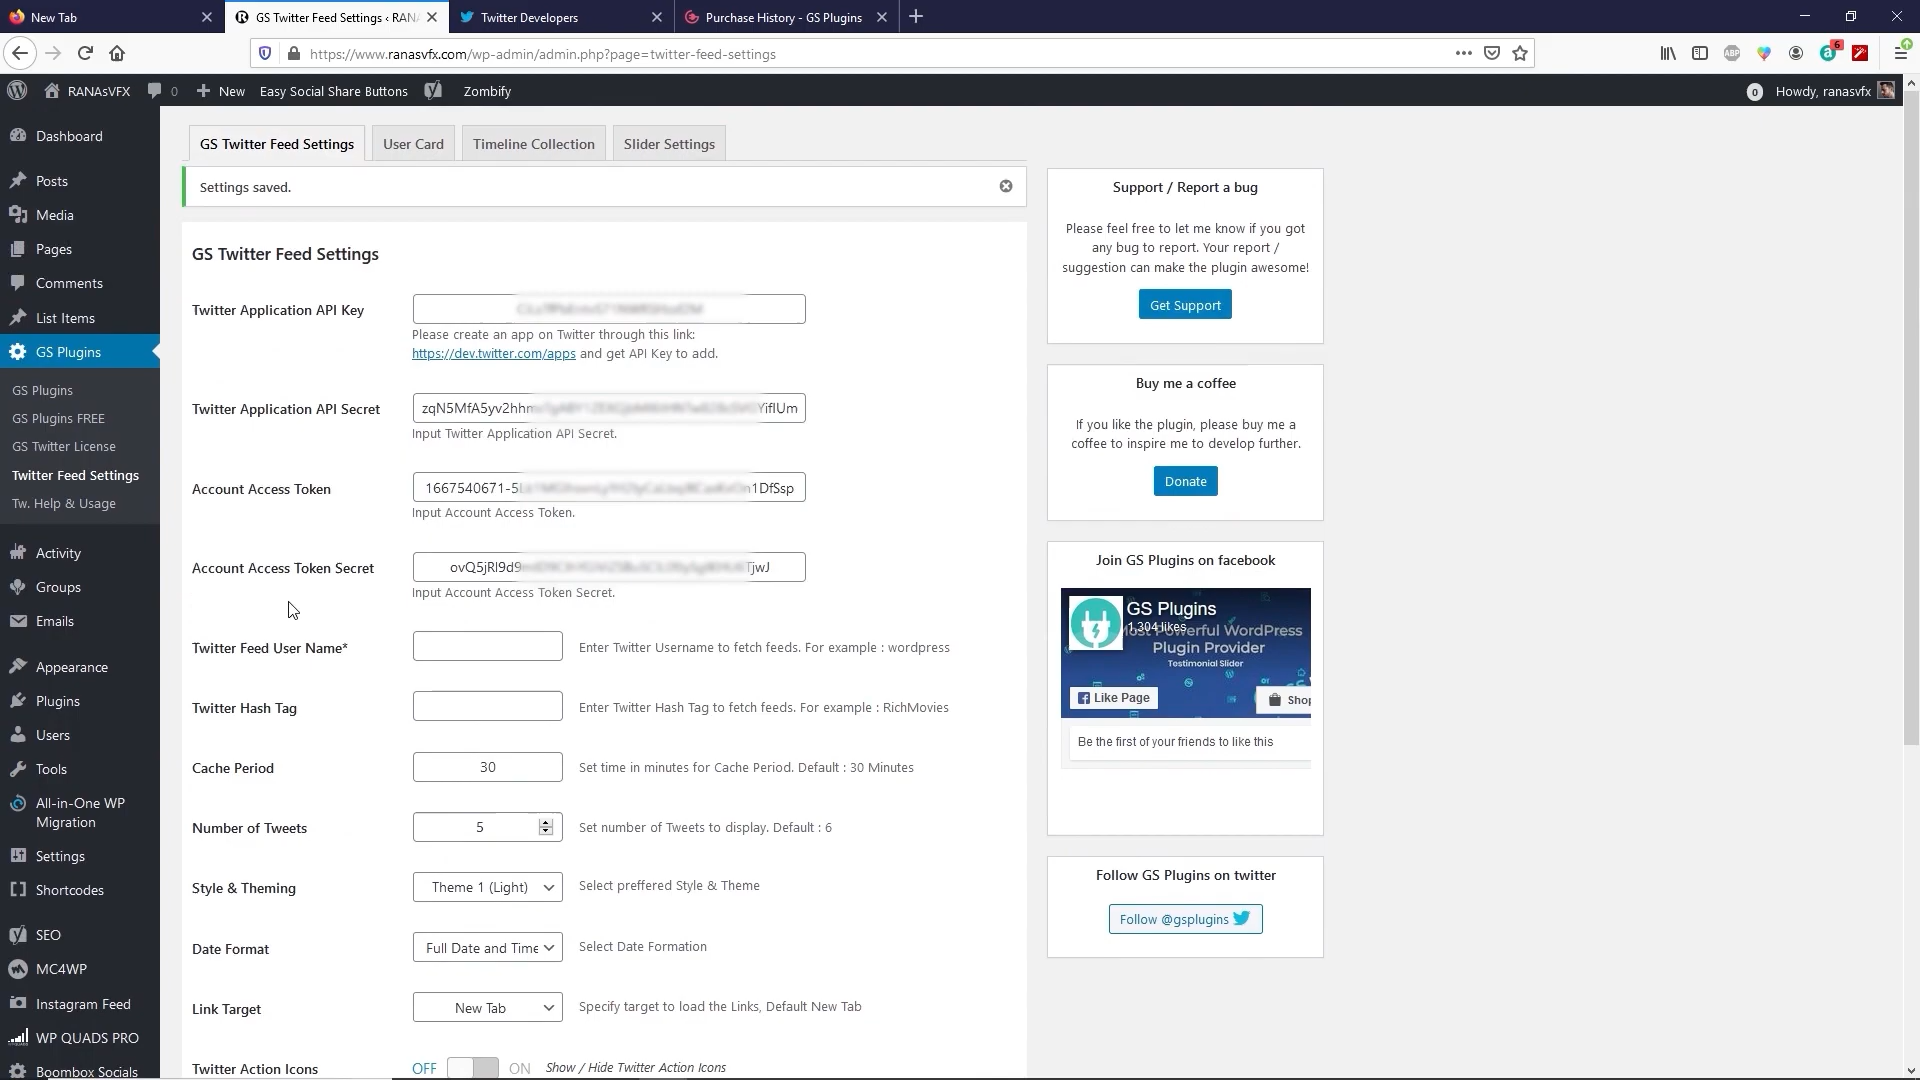 New Tab
GS Twitter Feed Settings ‹ RANA
Twitter Developers
Purchase History - GS Plugins
https://www.ranasvfx.com/wp-admin/admin.php?page=twitter-feed-settings
ABP
6
RANAsVFX
0
New
Easy Social Share Buttons
Zombify
0
Howdy, ranasvfx
Dashboard
Posts
Media
Pages
Comments
List Items
GS Plugins
GS Plugins
GS Plugins FREE
GS Twitter License
Twitter Feed Settings
Tw. Help & Usage
Activity
Groups
Emails
Appearance
Plugins
Users
Tools
All-in-One WP
Migration
Settings
Shortcodes
SEO
MC4WP
Instagram Feed
WP QUADS PRO
Boombox Socials
GS Twitter Feed Settings
User Card
Timeline Collection
Slider Settings
Settings saved.
GS Twitter Feed Settings
Twitter Application API Key
Please create an app on Twitter through this link:
https://dev.twitter.com/apps and get API Key to add.
Twitter Application API Secret
Input Twitter Application API Secret.
Account Access Token
Input Account Access Token.
Account Access Token Secret
Input Account Access Token Secret.
Twitter Feed User Name*
Enter Twitter Username to fetch feeds. For example : wordpress
Twitter Hash Tag
Enter Twitter Hash Tag to fetch feeds. For example : RichMovies
Cache Period
30
Set time in minutes for Cache Period. Default : 30 Minutes
Number of Tweets
5
Set number of Tweets to display. Default : 6
Style & Theming
Theme 1 (Light)
Select preffered Style & Theme
Date Format
Full Date and Time
Select Date Formation
Link Target
New Tab
Specify target to load the Links, Default New Tab
Twitter Action Icons
OFF
ON
Show / Hide Twitter Action Icons
Support / Report a bug
Please feel free to let me know if you got
any bug to report. Your report /
suggestion can make the plugin awesome!
Get Support
Buy me a coffee
If you like the plugin, please buy me a
coffee to inspire me to develop further.
Donate
Join GS Plugins on facebook
GS Plugins
1,304 likes
Most Powerful WordPress
Plugin Provider
Testimonial Slider
Like Page
Shop
Be the first of your friends to like this
Follow GS Plugins on twitter
Follow @gsplugins